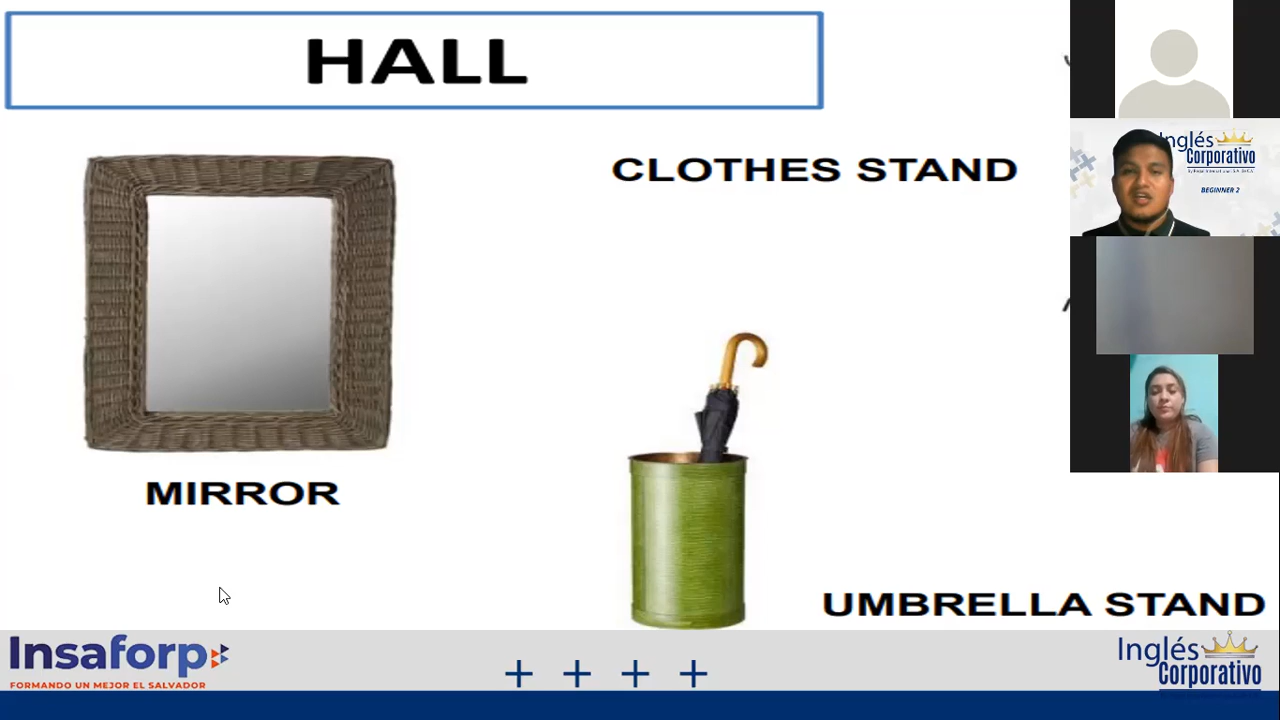 HALL
CLOTHES STAND
MIRROR
UMBRELLA STAND
Insaforp
FORMANDO UN MEJOR EL SALVADOR
Inglés
Corporativo
Inglés
Corporativo
BEGINNER 2